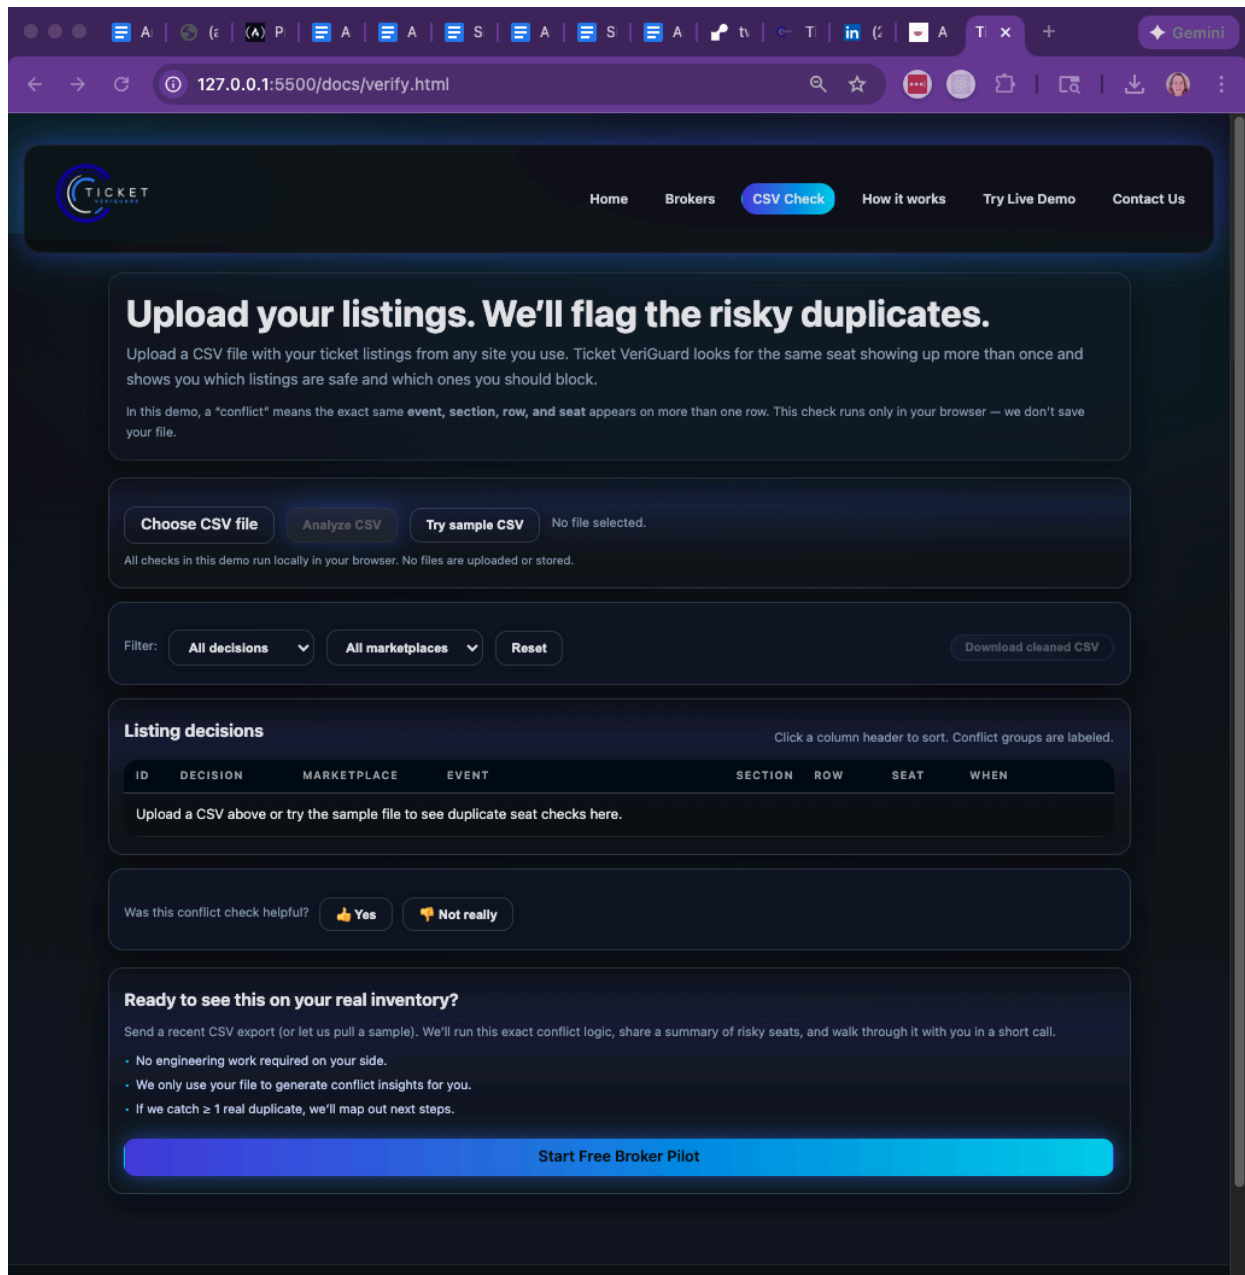 A
(a
P
A
A
S
A
S
A
tv
Ti
in (2
A
Ti
Gemini
127.0.0.1:5500/docs/verify.html
TICKET
VERIGUARD
Home Brokers CSV Check How it works Try Live Demo Contact Us
Upload your listings. We’ll flag the risky duplicates.
Upload a CSV file with your ticket listings from any site you use. Ticket VeriGuard looks for the same seat showing up more than once and
shows you which listings are safe and which ones you should block.
In this demo, a “conflict” means the exact same event, section, row, and seat appears on more than one row. This check runs only in your browser — we don’t save
your file.
Choose CSV file Analyze CSV Try sample CSV No file selected.
All checks in this demo run locally in your browser. No files are uploaded or stored.
Filter: All decisions All marketplaces Reset Download cleaned CSV
Listing decisions
Click a column header to sort. Conflict groups are labeled.
ID DECISION MARKETPLACE EVENT SECTION ROW SEAT WHEN
Upload a CSV above or try the sample file to see duplicate seat checks here.
Was this conflict check helpful? 👍 Yes 👎 Not really
Ready to see this on your real inventory?
Send a recent CSV export (or let us pull a sample). We’ll run this exact conflict logic, share a summary of risky seats, and walk through it with you in a short call.
• No engineering work required on your side.
• We only use your file to generate conflict insights for you.
• If we catch ≥ 1 real duplicate, we’ll map out next steps.
Start Free Broker Pilot